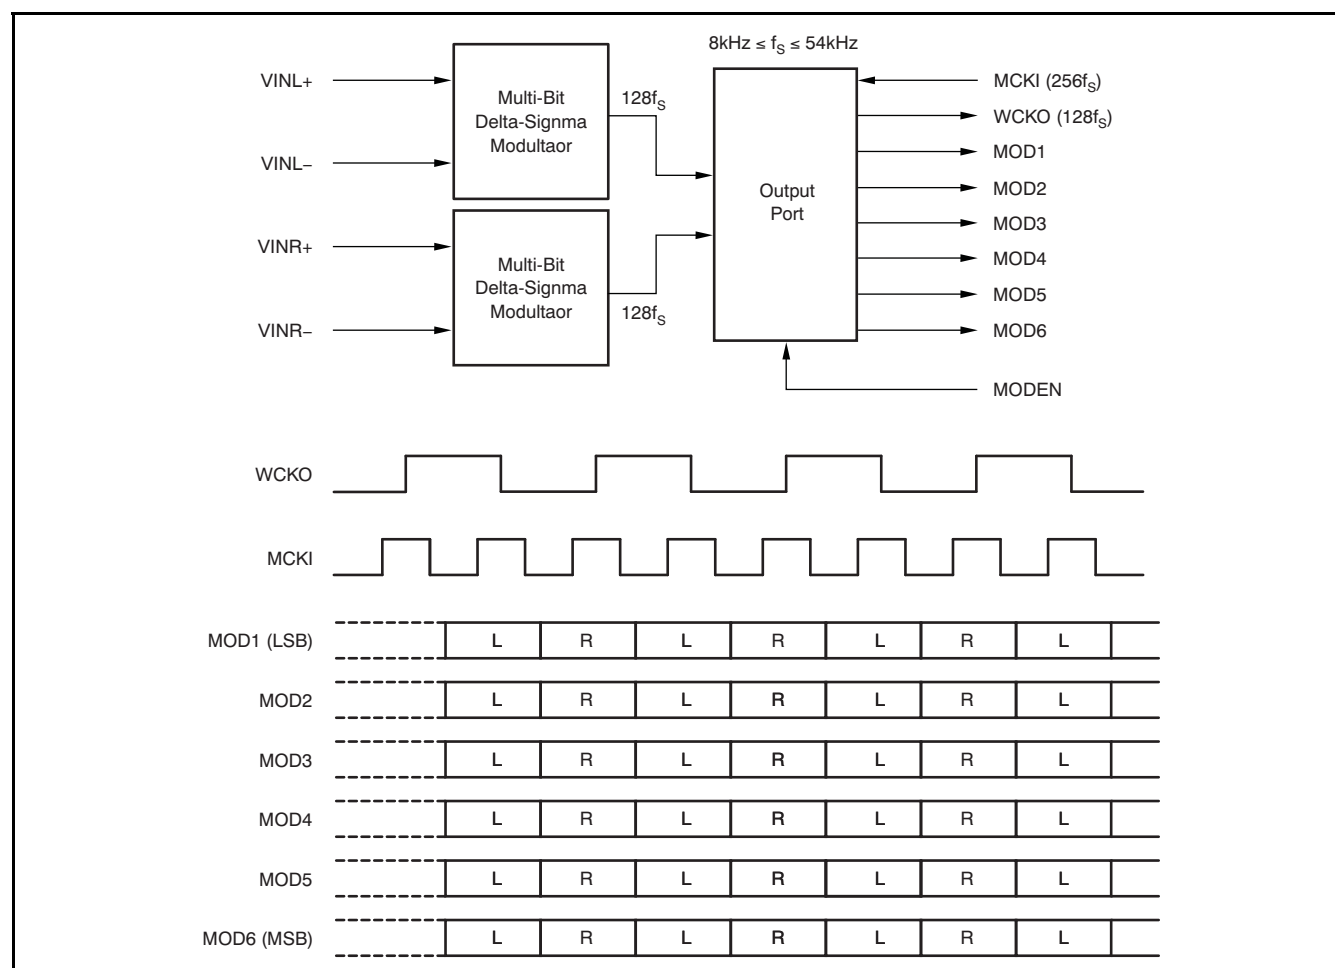 8kHz ≤ fS ≤ 54kHz
VINL+
VINL−
Multi-Bit
Delta-Signma
Modultaor
128fS
VINR+
VINR−
Multi-Bit
Delta-Signma
Modultaor
128fS
Output
Port
MCKI (256fS)
WCKO (128fS)
MOD1
MOD2
MOD3
MOD4
MOD5
MOD6
MODEN
WCKO
MCKI
MOD1 (LSB) L R L R L R L
MOD2 L R L R L R L
MOD3 L R L R L R L
MOD4 L R L R L R L
MOD5 L R L R L R L
MOD6 (MSB) L R L R L R L